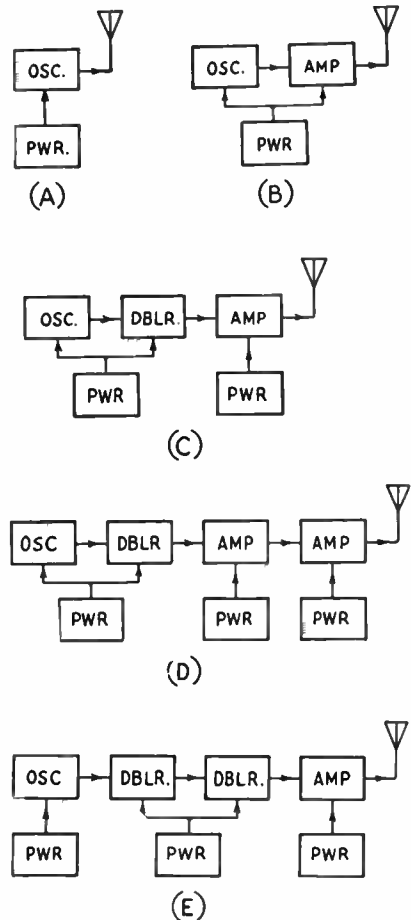 OSC.
PWR.
(A)
OSC. AMP
PWR
(B)
OSC. DBLR. AMP
PWR PWR
(C)
OSC DBLR AMP AMP
PWR PWR PWR
(D)
OSC DBLR. DBLR. AMP
PWR PWR PWR
(E)